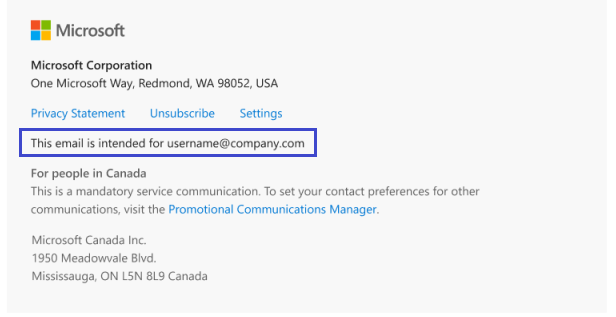 Microsoft
Microsoft Corporation
One Microsoft Way, Redmond, WA 98052, USA
Privacy Statement Unsubscribe Settings
This email is intended for username@company.com
For people in Canada
This is a mandatory service communication. To set your contact preferences for other
communications, visit the Promotional Communications Manager.
Microsoft Canada Inc.
1950 Meadowvale Blvd.
Mississauga, ON L5N 8L9 Canada